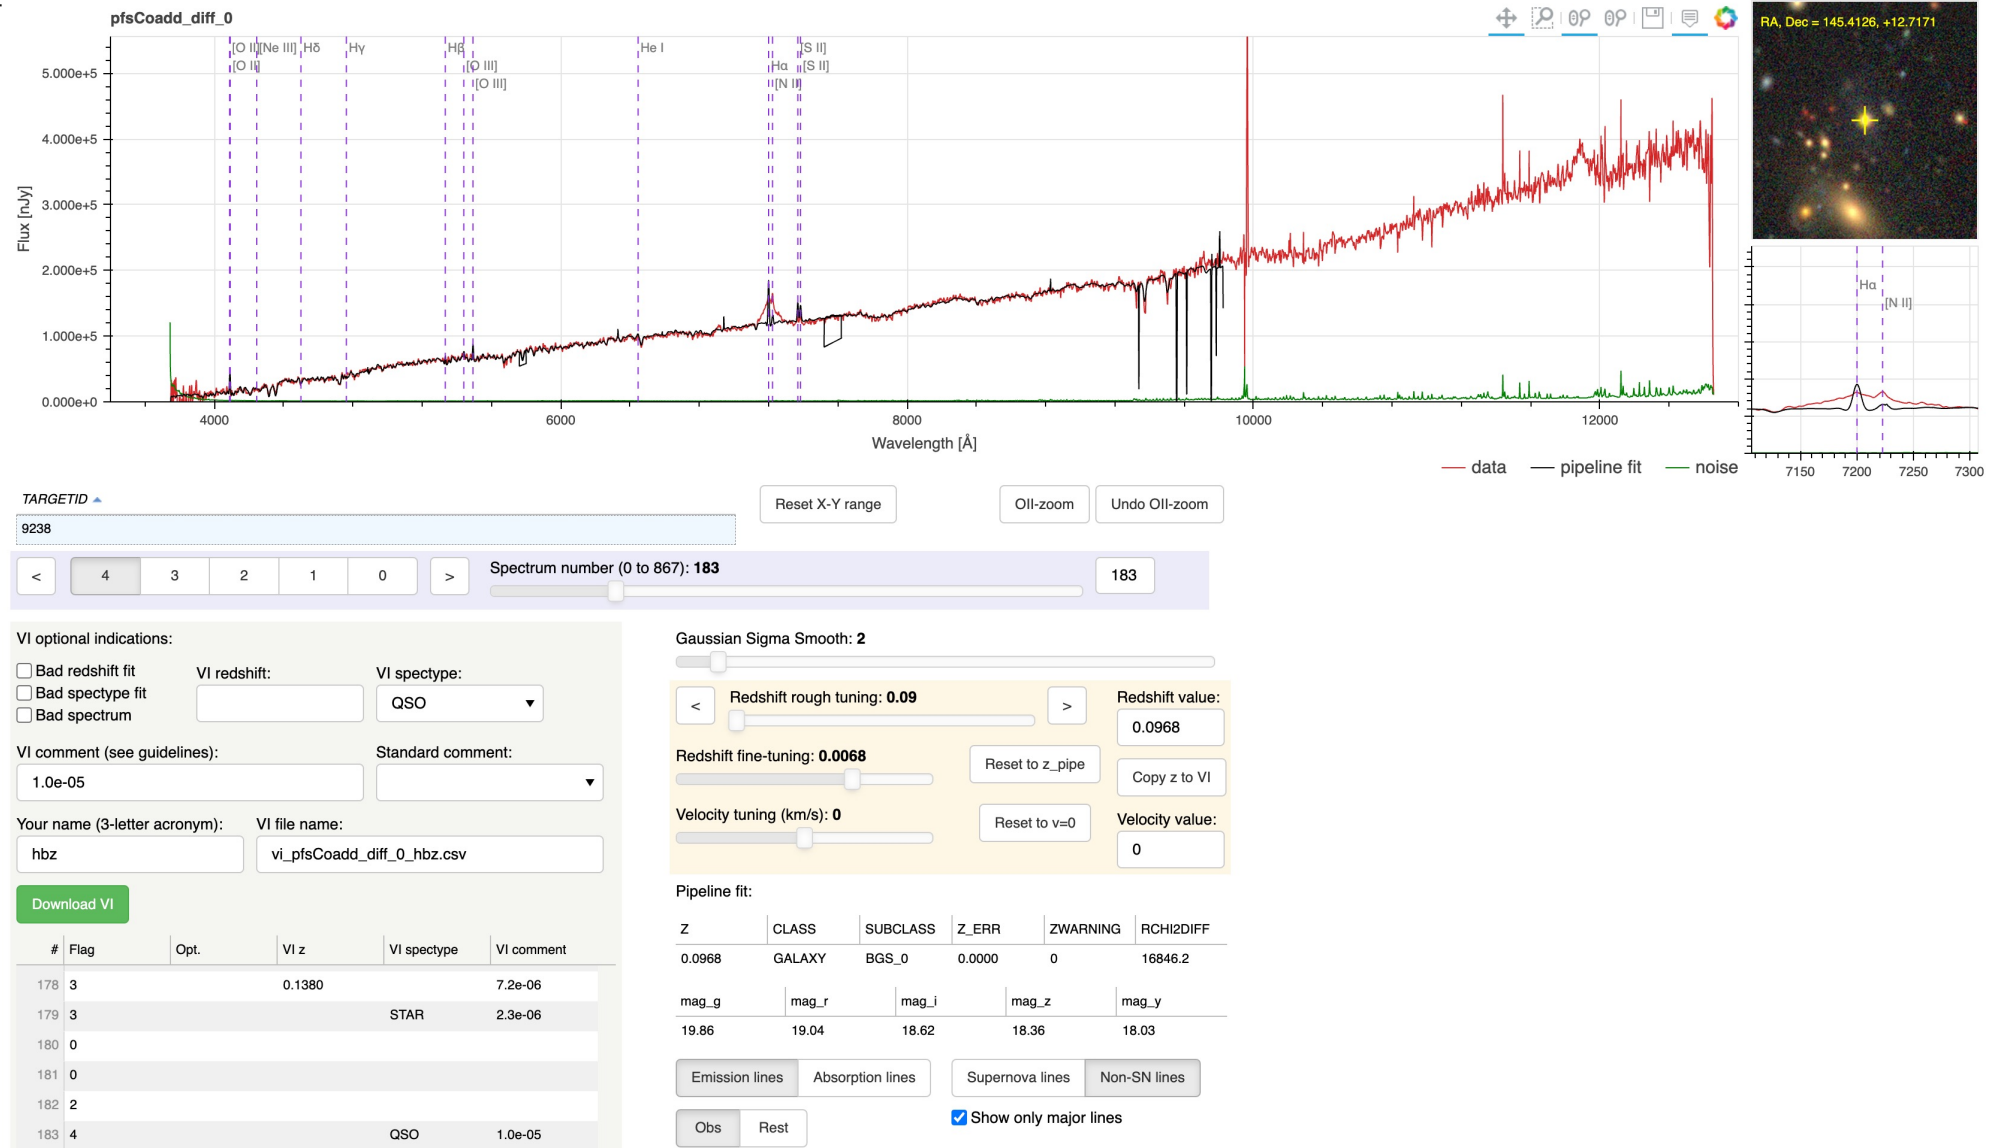 pfsCoadd_diff_0
RA, Dec = 145.4126, +12.7171
[O II] [Ne III] Hδ Hγ Hβ He I [S II]
[O II] [O III] Hα [S II]
[O III] [N II]
Flux [nJy]
5.000e+5
4.000e+5
3.000e+5
2.000e+5
1.000e+5
0.000e+0
4000 6000 8000 10000 12000
Wavelength [Å]
data pipeline fit noise
Hα
[N II]
7150 7200 7250 7300
TARGETID
9238
Reset X-Y range OII-zoom Undo OII-zoom
< 4 3 2 1 0 > Spectrum number (0 to 867): 183 183
VI optional indications:
Bad redshift fit
Bad spectype fit
Bad spectrum
VI redshift:
VI spectype:
QSO
VI comment (see guidelines):
1.0e-05
Standard comment:
Your name (3-letter acronym):
hbz
VI file name:
vi_pfsCoadd_diff_0_hbz.csv
Download VI
# Flag Opt. VI z VI spectype VI comment
178 3 0.1380 7.2e-06
179 3 STAR 2.3e-06
180 0
181 0
182 2
183 4 QSO 1.0e-05
Gaussian Sigma Smooth: 2
< Redshift rough tuning: 0.09 >
Redshift value:
0.0968
Redshift fine-tuning: 0.0068
Reset to z_pipe
Copy z to VI
Velocity tuning (km/s): 0
Reset to v=0
Velocity value:
0
Pipeline fit:
Z CLASS SUBCLASS Z_ERR ZWARNING RCHI2DIFF
0.0968 GALAXY BGS_0 0.0000 0 16846.2
mag_g mag_r mag_i mag_z mag_y
19.86 19.04 18.62 18.36 18.03
Emission lines Absorption lines Supernova lines Non-SN lines
Obs Rest
Show only major lines